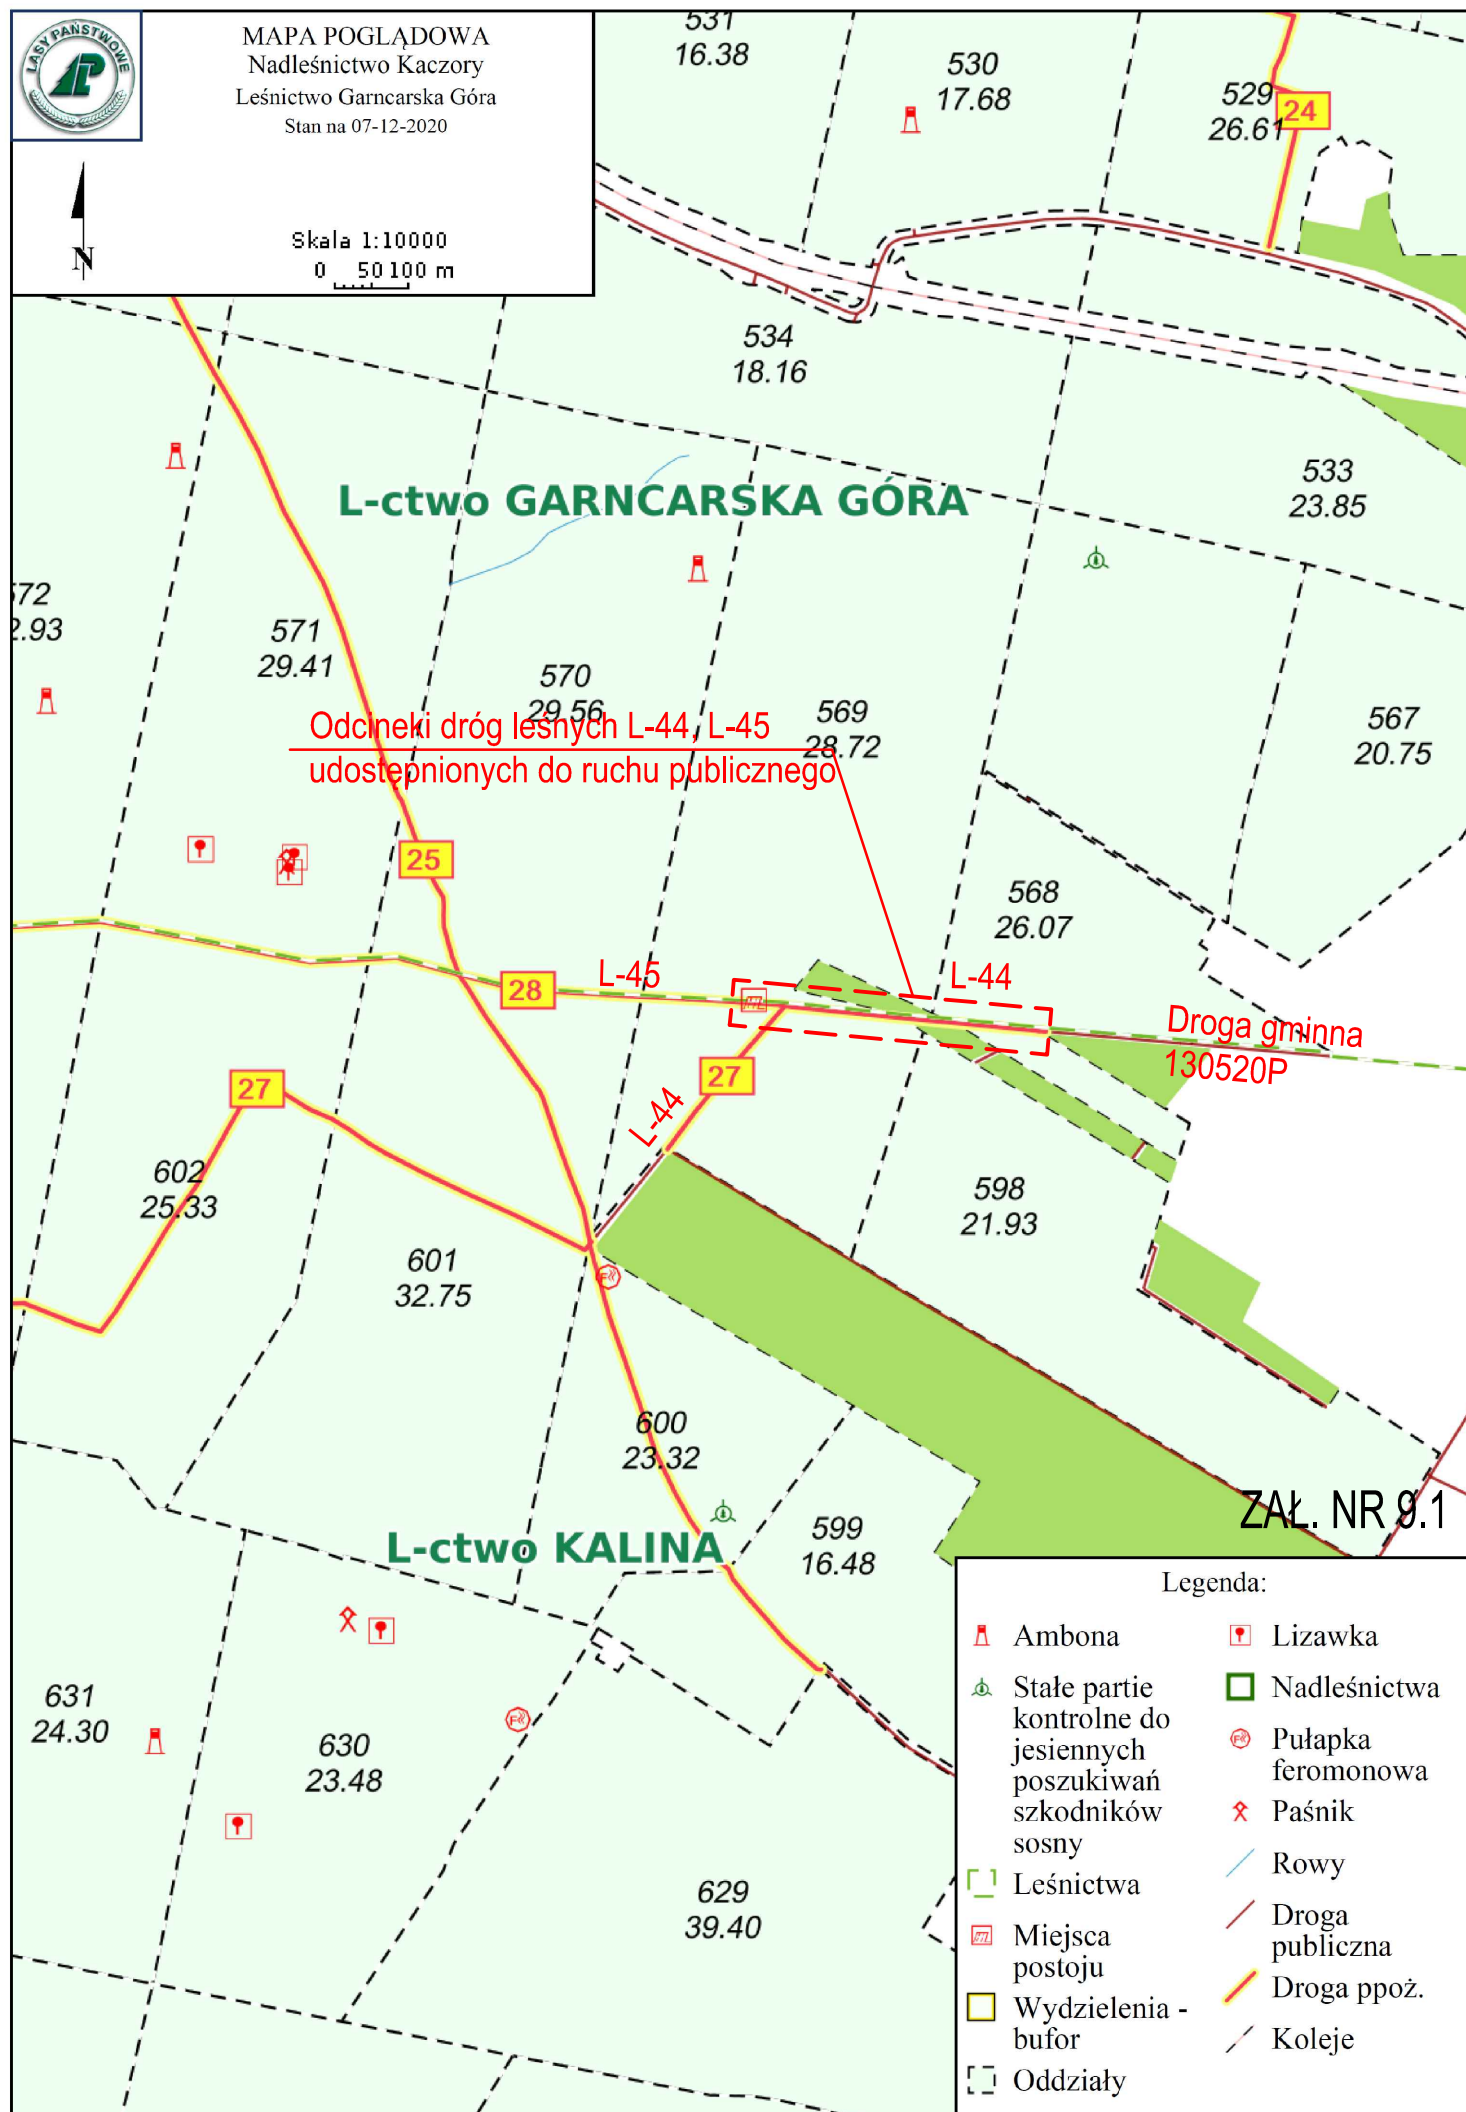 LASY PAŃSTWOWE
MAPA POGLĄDOWA
Nadleśnictwo Kaczory
Leśnictwo Garncarska Góra
Stan na 07-12-2020
N
Skala 1:10000
0 50 100 m
531
16.38
530
17.68
529
26.61
24
534
18.16
533
23.85
L-ctwo GARNCARSKA GÓRA
572
2.93
571
29.41
570
29.56
569
28.72
567
20.75
Odcineki dróg leśnych L-44, L-45
udostępnionych do ruchu publicznego
25
568
26.07
28
L-45
L-44
Droga gminna
130520P
27
27
L-44
602
25.33
601
32.75
598
21.93
600
23.32
599
16.48
L-ctwo KALINA
ZAŁ. NR 9.1
631
24.30
630
23.48
629
39.40
Legenda:
Ambona
Stałe partie
kontrolne do
jesiennych
poszukiwań
szkodników
sosny
Leśnictwa
Miejsca
postoju
Wydzielenia -
bufor
Oddziały
Lizawka
Nadleśnictwa
Pułapka
feromonowa
Paśnik
Rowy
Droga
publiczna
Droga ppoż.
Koleje